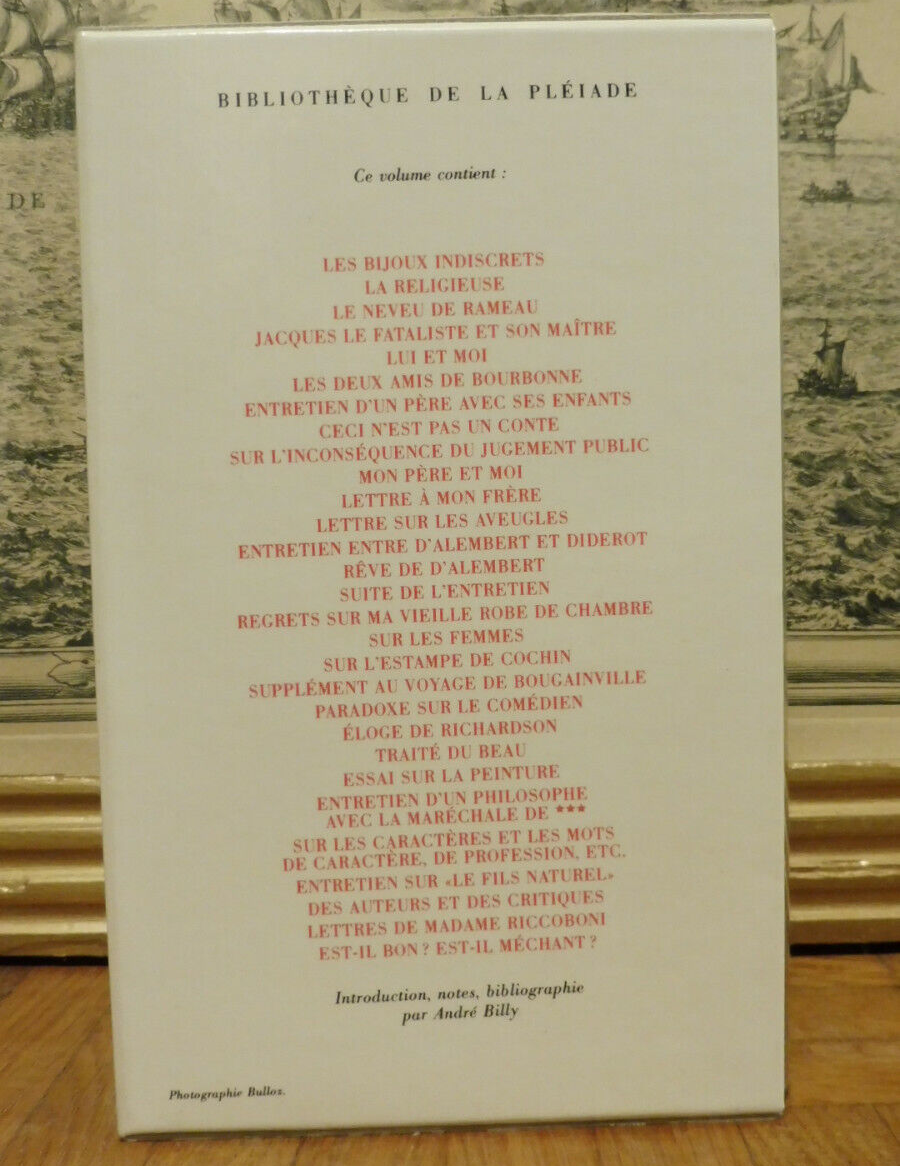 DE
BIBLIOTHÈQUE DE LA PLÉIADE
Ce volume contient :
LES BIJOUX INDISCRETS
LA RELIGIEUSE
LE NEVEU DE RAMEAU
JACQUES LE FATALISTE ET SON MAÎTRE
LUI ET MOI
LES DEUX AMIS DE BOURBONNE
ENTRETIEN D'UN PÈRE AVEC SES ENFANTS
CECI N'EST PAS UN CONTE
SUR L'INCONSÉQUENCE DU JUGEMENT PUBLIC
MON PÈRE ET MOI
LETTRE À MON FRÈRE
LETTRE SUR LES AVEUGLES
ENTRETIEN ENTRE D'ALEMBERT ET DIDEROT
RÊVE DE D'ALEMBERT
SUITE DE L'ENTRETIEN
REGRETS SUR MA VIEILLE ROBE DE CHAMBRE
SUR LES FEMMES
SUR L'ESTAMPE DE COCHIN
SUPPLÉMENT AU VOYAGE DE BOUGAINVILLE
PARADOXE SUR LE COMÉDIEN
ÉLOGE DE RICHARDSON
TRAITÉ DU BEAU
ESSAI SUR LA PEINTURE
ENTRETIEN D'UN PHILOSOPHE
AVEC LA MARÉCHALE DE ***
SUR LES CARACTÈRES ET LES MOTS
DE CARACTÈRE, DE PROFESSION, ETC.
ENTRETIEN SUR «LE FILS NATUREL»
DES AUTEURS ET DES CRITIQUES
LETTRES DE MADAME RICCOBONI
EST-IL BON ? EST-IL MÉCHANT ?
Introduction, notes, bibliographie
par André Billy
Photographie Bulloz.